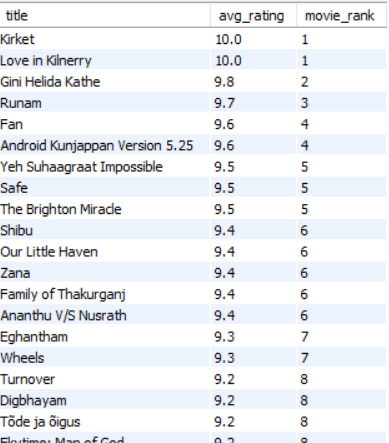 title avg_rating movie_rank
Kirket 10.0 1
Love in Kilnerry 10.0 1
Gini Helida Kathe 9.8 2
Runam 9.7 3
Fan 9.6 4
Android Kunjappan Version 5.25 9.6 4
Yeh Suhaagraat Impossible 9.5 5
Safe 9.5 5
The Brighton Miracle 9.5 5
Shibu 9.4 6
Our Little Haven 9.4 6
Zana 9.4 6
Family of Thakurganj 9.4 6
Ananthu V/S Nusrath 9.4 6
Eghantham 9.3 7
Wheels 9.3 7
Turnover 9.2 8
Digbhayam 9.2 8
Tõde ja õigus 9.2 8
Ekvtime: Man of God 9.2 8